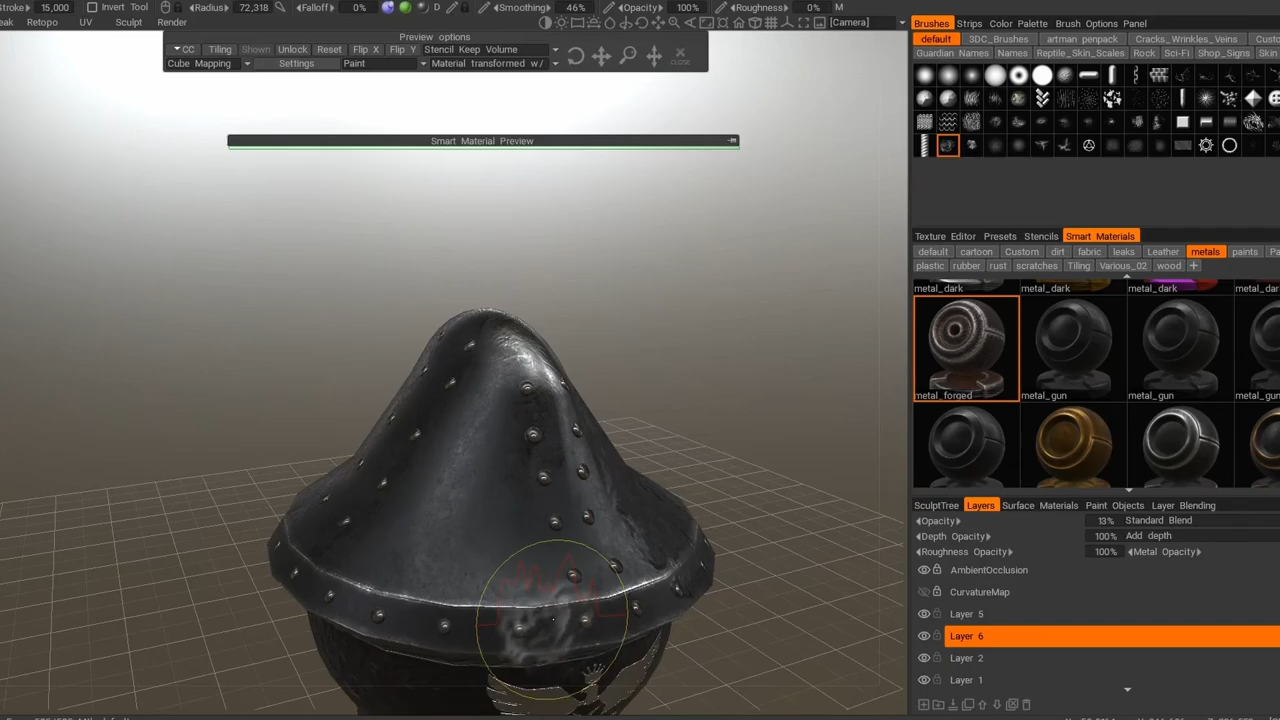 Stroke: 15,000 Invert Tool Radius: 72,318 Falloff: 0% D Smoothing: 46% Opacity: 100% Roughness: 0% M
Retopo UV Sculpt Render [Camera]
Preview options
CC Tiling Shown Unlock Reset Flip X Flip Y Stencil Keep Volume
Cube Mapping Settings Paint Material transformed w/ CLOSE
Smart Material Preview
Brushes Strips Color Palette Brush Options Panel
default 3DC_Brushes artman penpack Cracks_Wrinkles_Veins Custo
Guardian Names Names Reptile_Skin_Scales Rock Sci-Fi Shop_Signs Skin
Texture Editor Presets Stencils Smart Materials
default cartoon Custom dirt fabric leaks Leather metals paints Pa
plastic rubber rust scratches Tiling Various_02 wood +
metal_dark metal_dark metal_dark metal_d
metal_forged metal_gun metal_gun metal_gun
SculptTree Layers Surface Materials Paint Objects Layer Blending
Opacity 13% Standard Blend
Depth Opacity 100% Add depth
Roughness Opacity 100% Metal Opacity
AmbientOcclusion
CurvatureMap
Layer 5
Layer 6
Layer 2
Layer 1